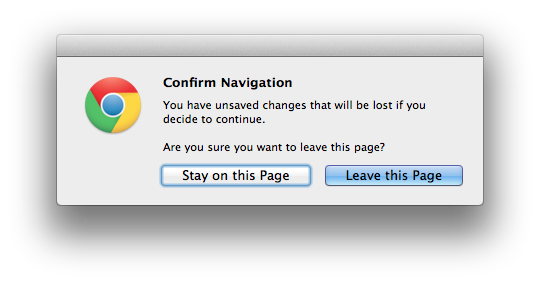 Confirm Navigation
You have unsaved changes that will be lost if you
decide to continue.
Are you sure you want to leave this page?
Stay on this Page
Leave this Page